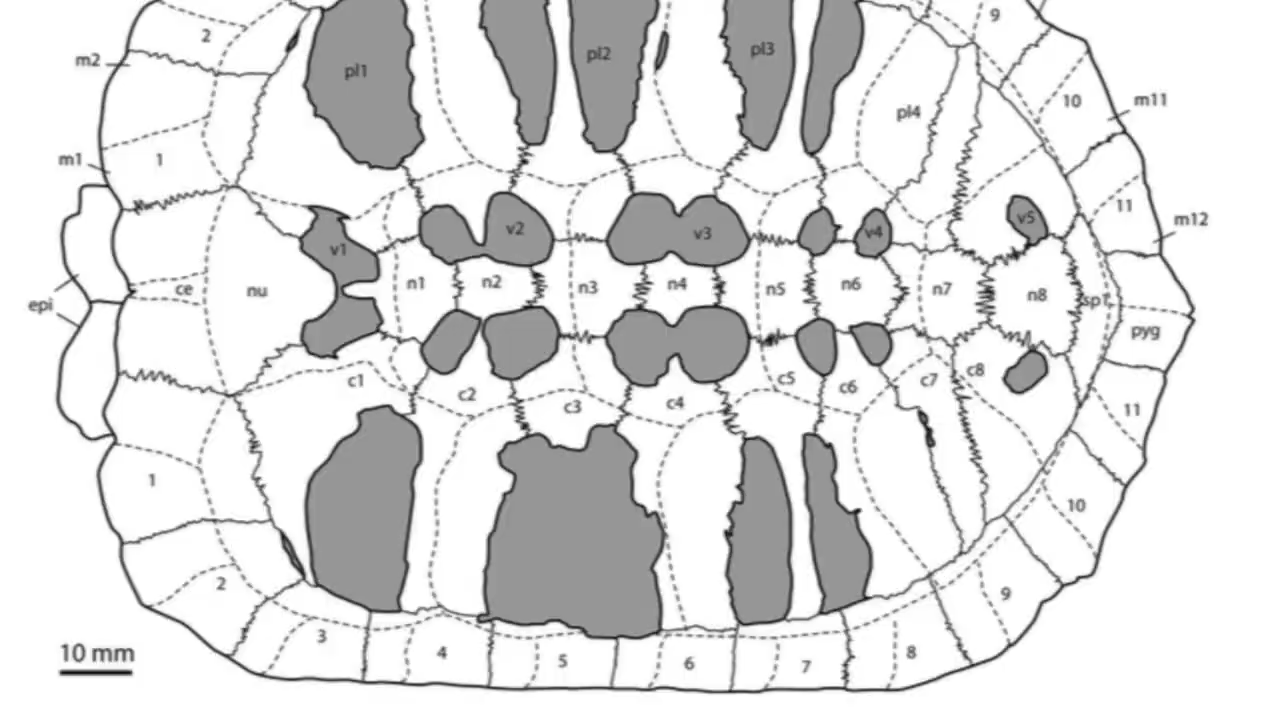 9
2
pl2
pl3
m2
pl1
10
m11
pl4
m1
1
11
v2
v5
m12
v3
v4
v1
n1
n2
n3
n4
n5
n6
n7
n8
ce
nu
sp1
epi
pyg
c1
c2
c3
c4
c5
c6
c7
c8
11
1
10
2
9
3
4
5
6
7
8
10 mm